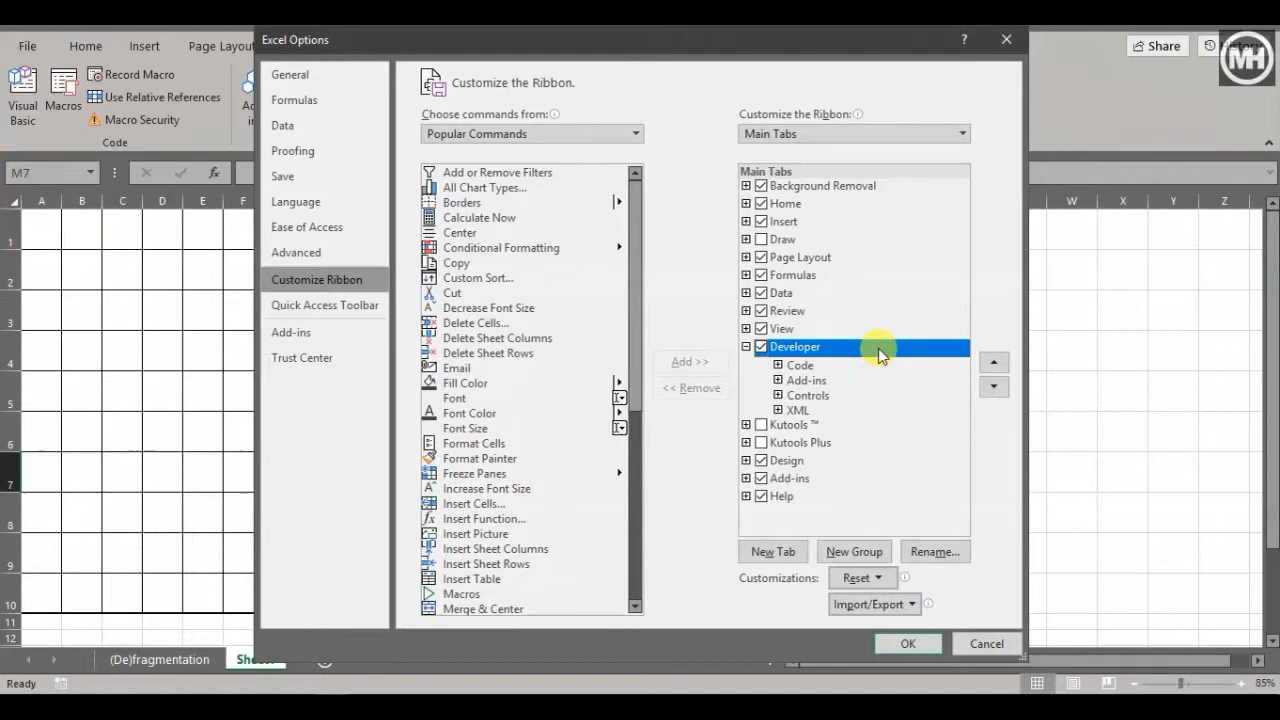 Excel Options
?
File
Home
Insert
Page Layou
Share
History
MH
Visual Basic
Macros
Record Macro
Use Relative References
Macro Security
Code
M7
fx
A B C D E F
W X Y Z
1
2
3
4
5
6
7
8
9
10
11
12
General
Formulas
Data
Proofing
Save
Language
Ease of Access
Advanced
Customize Ribbon
Quick Access Toolbar
Add-ins
Trust Center
Customize the Ribbon.
Choose commands from:
Popular Commands
Add or Remove Filters
All Chart Types...
Borders
Calculate Now
Center
Conditional Formatting
Copy
Custom Sort...
Cut
Decrease Font Size
Delete Cells...
Delete Sheet Columns
Delete Sheet Rows
Email
Fill Color
Font
Font Color
Font Size
Format Cells
Format Painter
Freeze Panes
Increase Font Size
Insert Cells...
Insert Function...
Insert Picture
Insert Sheet Columns
Insert Sheet Rows
Insert Table
Macros
Merge & Center
Add >>
<< Remove
Customize the Ribbon:
Main Tabs
Main Tabs
Background Removal
Home
Insert
Draw
Page Layout
Formulas
Data
Review
View
Developer
Code
Add-ins
Controls
XML
Kutools ™
Kutools Plus
Design
Add-ins
Help
New Tab
New Group
Rename...
Customizations:
Reset
Import/Export
OK
Cancel
(De)fragmentation
Ready
85%